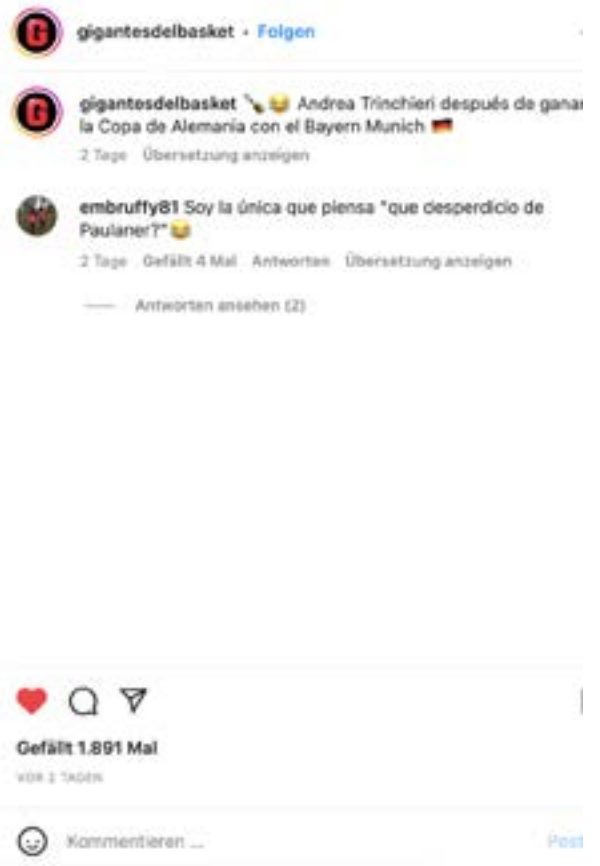 gigantesdelbasket • Folgen
gigantesdelbasket 🍾😂 Andrea Trinchieri después de ganar
la Copa de Alemania con el Bayern Munich 🇩🇪
2 Tage Übersetzung anzeigen
embruffy81 Soy la única que piensa "que desperdicio de
Paulaner?"😂
2 Tage Gefällt 4 Mal Antworten Übersetzung anzeigen
Antworten ansehen (2)
Gefällt 1.891 Mal
VOR 2 TAGEN
Kommentieren ...
Post